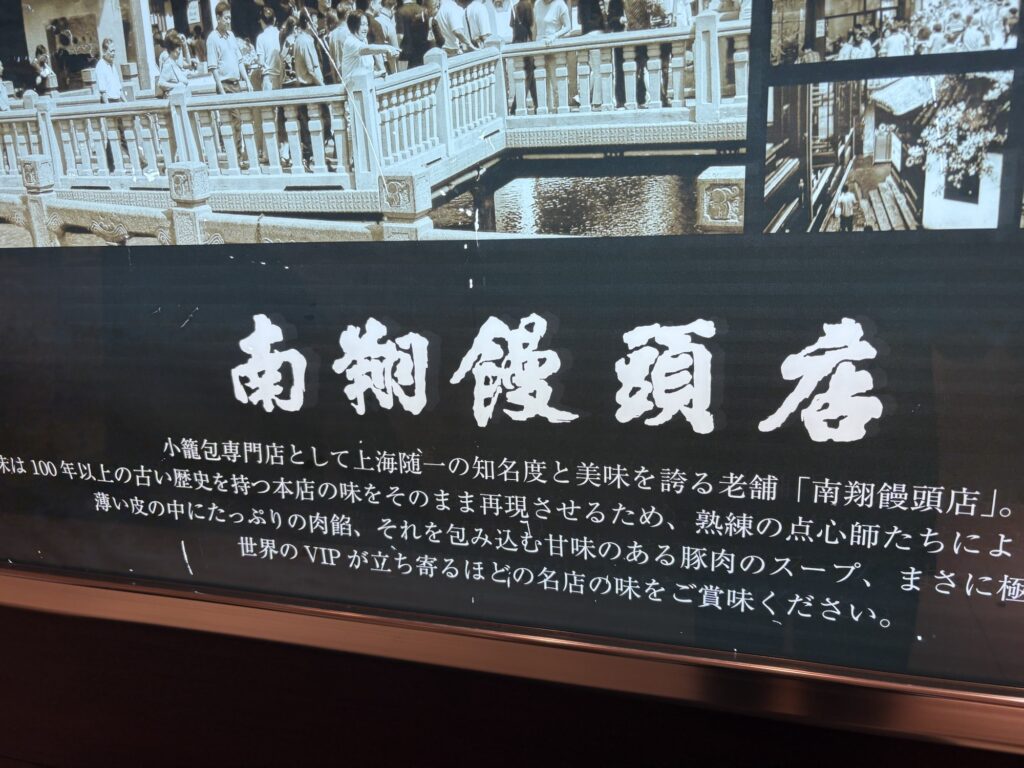 南翔饅頭店
小籠包専門店として上海随一の知名度と美味を誇る老舗「南翔饅頭店」。
味は100年以上の古い歴史を持つ本店の味をそのまま再現させるため、熟練の点心師たちによ
薄い皮の中にたっぷりの肉餡、それを包み込む甘味のある豚肉のスープ、まさに極
世界のVIPが立ち寄るほどの名店の味をご賞味ください。